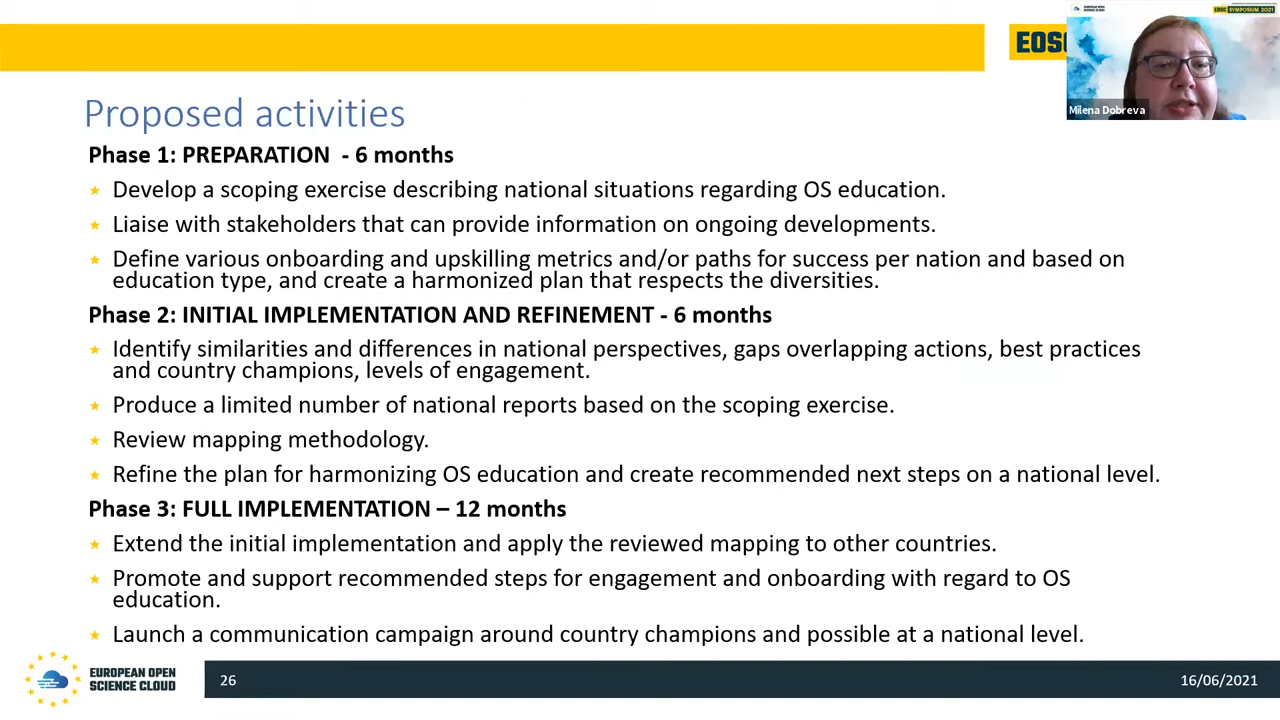 EUROPEAN OPEN
SCIENCE CLOUD
EOSC SYMPOSIUM 2021
EOSC
Milena Dobreva
Proposed activities
Phase 1: PREPARATION - 6 months
Develop a scoping exercise describing national situations regarding OS education.
Liaise with stakeholders that can provide information on ongoing developments.
Define various onboarding and upskilling metrics and/or paths for success per nation and based on
education type, and create a harmonized plan that respects the diversities.
Phase 2: INITIAL IMPLEMENTATION AND REFINEMENT - 6 months
Identify similarities and differences in national perspectives, gaps overlapping actions, best practices
and country champions, levels of engagement.
Produce a limited number of national reports based on the scoping exercise.
Review mapping methodology.
Refine the plan for harmonizing OS education and create recommended next steps on a national level.
Phase 3: FULL IMPLEMENTATION – 12 months
Extend the initial implementation and apply the reviewed mapping to other countries.
Promote and support recommended steps for engagement and onboarding with regard to OS
education.
Launch a communication campaign around country champions and possible at a national level.
EUROPEAN OPEN
SCIENCE CLOUD
26
16/06/2021